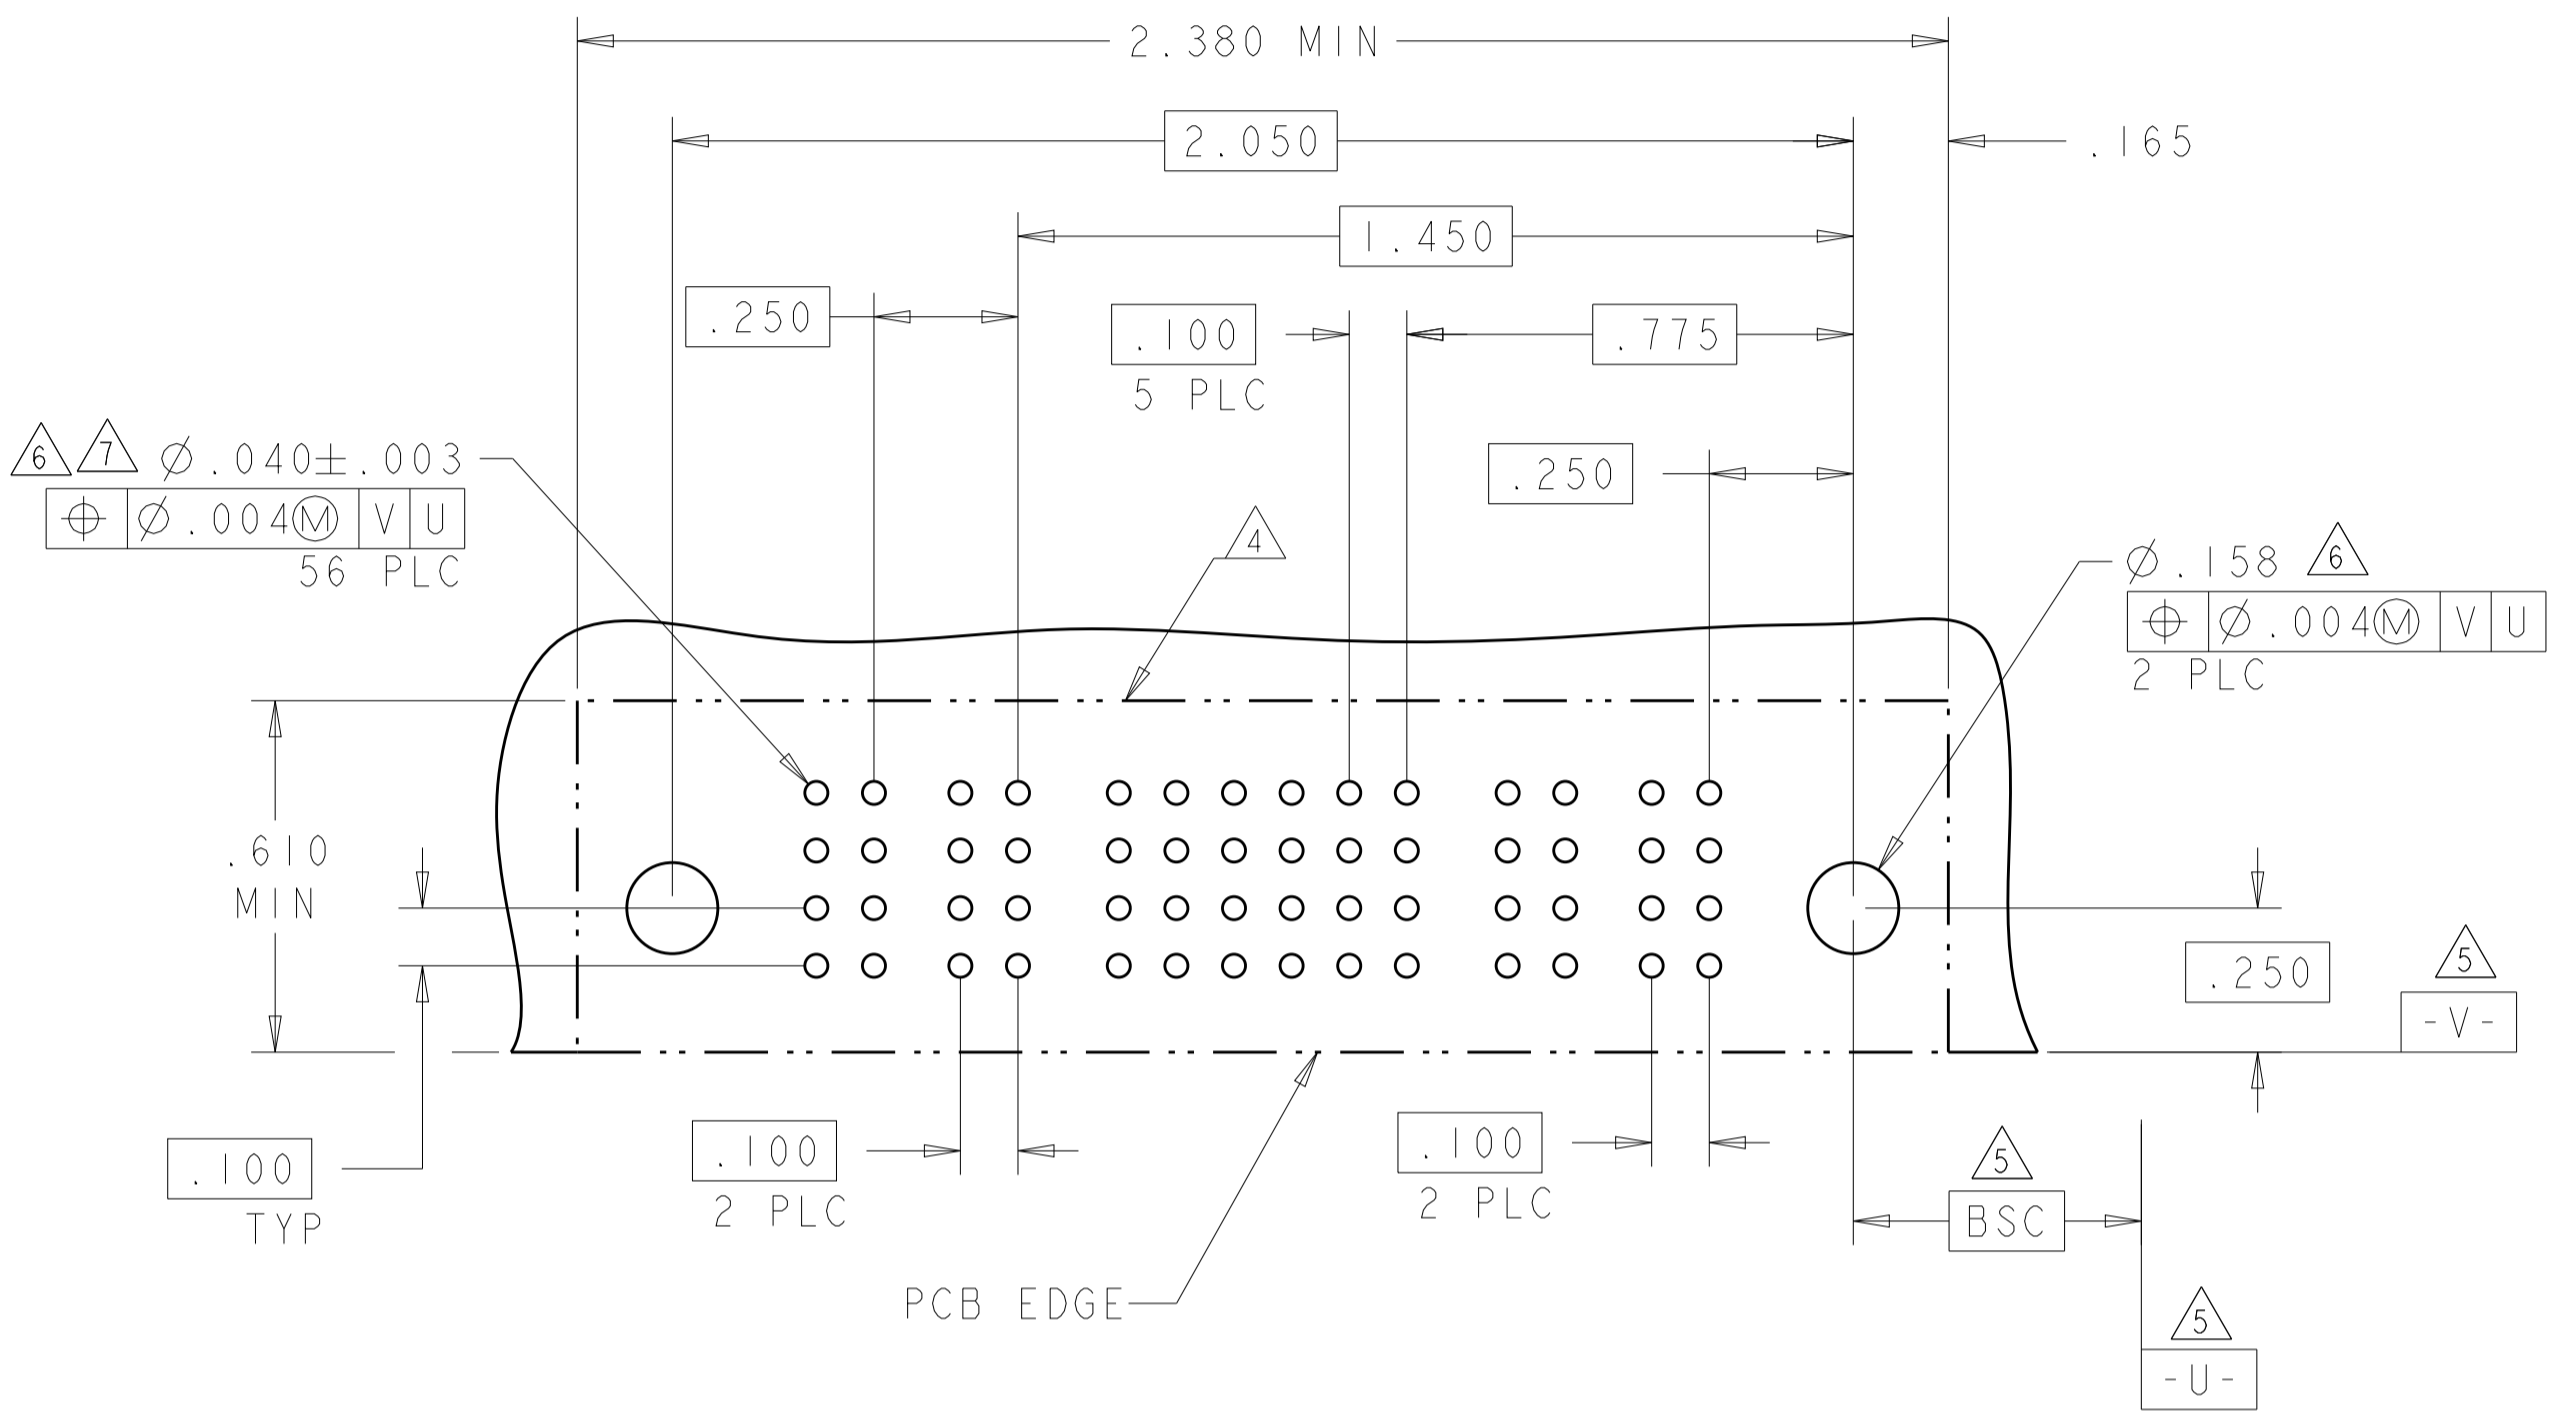 2.380 MIN
2.050
.165
1.450
.250
.100
5 PLC
.775
.250
6 7 Ø.040±.003
⌖ Ø.004Ⓜ V U
56 PLC
4
Ø.158 6
⌖ Ø.004Ⓜ V U
2 PLC
.610
MIN
.250
5
-V-
.100
TYP
.100
2 PLC
.100
2 PLC
5
BSC
PCB EDGE
5
-U-